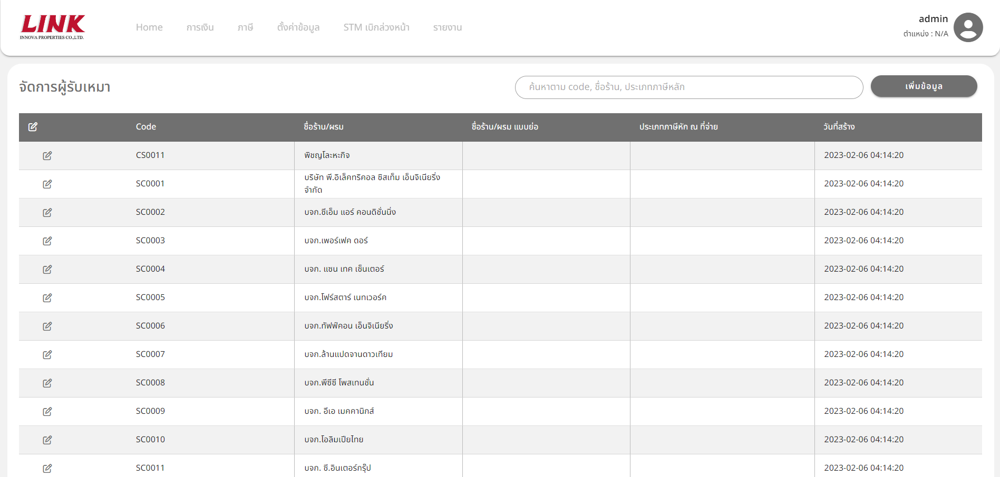 LINK
INNOVA PROPERTIES CO.,LTD.
Home การเงิน ภาษี ตั้งค่าข้อมูล STM เบิกล่วงหน้า รายงาน
admin
ตำแหน่ง : N/A
จัดการผู้รับเหมา
ค้นหาตาม code, ชื่อร้าน, ประเภทภาษีหลัก
เพิ่มข้อมูล
Code ชื่อร้าน/ผรม ชื่อร้าน/ผรม แบบย่อ ประเภทภาษีหัก ณ ที่จ่าย วันที่สร้าง
CS0011 พิชญโละหะกิจ 2023-02-06 04:14:20
SC0001 บริษัท พี.อิเล็คทริคอล ซิสเท็ม เอ็นจิเนียริ่ง
จำกัด 2023-02-06 04:14:20
SC0002 บจก.ซีเอ็ม แอร์ คอนดิชั่นนิ่ง 2023-02-06 04:14:20
SC0003 บจก.เพอร์เฟค ดอร์ 2023-02-06 04:14:20
SC0004 บจก. แซน เทค เซ็นเตอร์ 2023-02-06 04:14:20
SC0005 บจก.โฟร์สตาร์ เนทเวอร์ค 2023-02-06 04:14:20
SC0006 บจก.ทัฟฟ์คอน เอ็นจิเนียริ่ง 2023-02-06 04:14:20
SC0007 บจก.ล้านแปดจานดาวเทียม 2023-02-06 04:14:20
SC0008 บจก.พีซีซี โพสเทนชั่น 2023-02-06 04:14:20
SC0009 บจก. อีเอ เมคคานิกส์ 2023-02-06 04:14:20
SC0010 บจก.โอลิมเปียไทย 2023-02-06 04:14:20
SC0011 บจก. ซี.อินเตอร์กรุ๊ป 2023-02-06 04:14:20